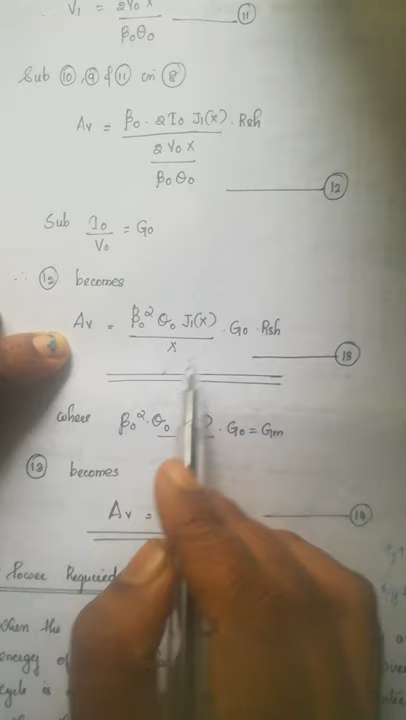 V₁ = 2V₀ X / β₀θ₀ ——— ⑪
Sub ⑩, ⑨ & ⑪ in ⑧
Av = β₀ · 2I₀ J₁(X) · Rsh / (2V₀X / β₀θ₀) ——— ⑫
Sub I₀ / V₀ = G₀
∴ ⑫ becomes
Av = β₀² θ₀ J₁(X) / X · G₀ · Rsh ——— ⑬
where β₀² · θ₀ · G₀ = Gm
⑬ becomes
Av = ——— ⑭
Power Required
When the
energy of
cycle is